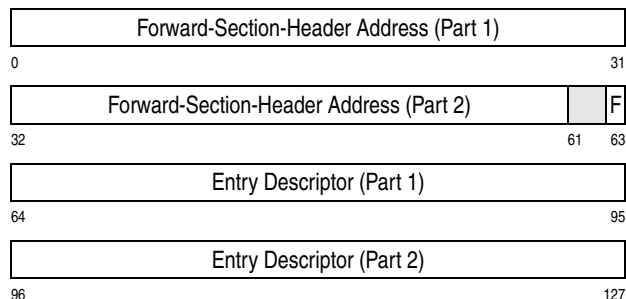 Forward-Section-Header Address (Part 1)
0 31
Forward-Section-Header Address (Part 2) F
32 61 63
Entry Descriptor (Part 1)
64 95
Entry Descriptor (Part 2)
96 127